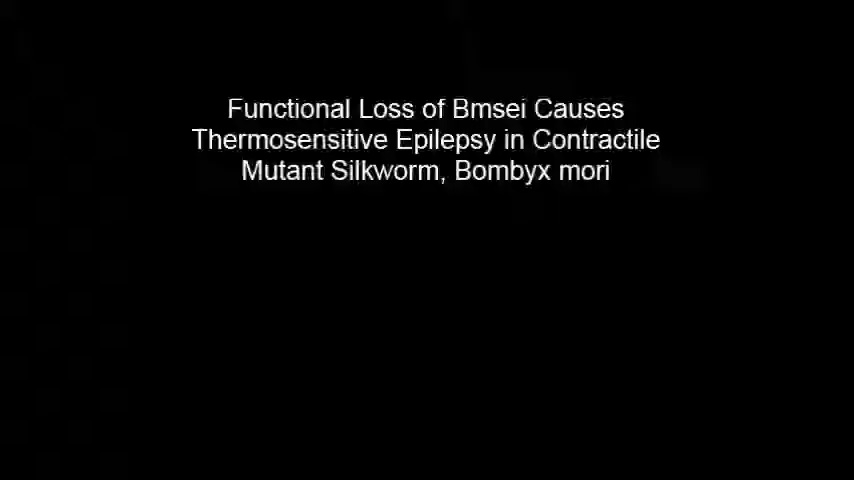 Functional Loss of Bmsei Causes
Thermosensitive Epilepsy in Contractile
Mutant Silkworm, Bombyx mori